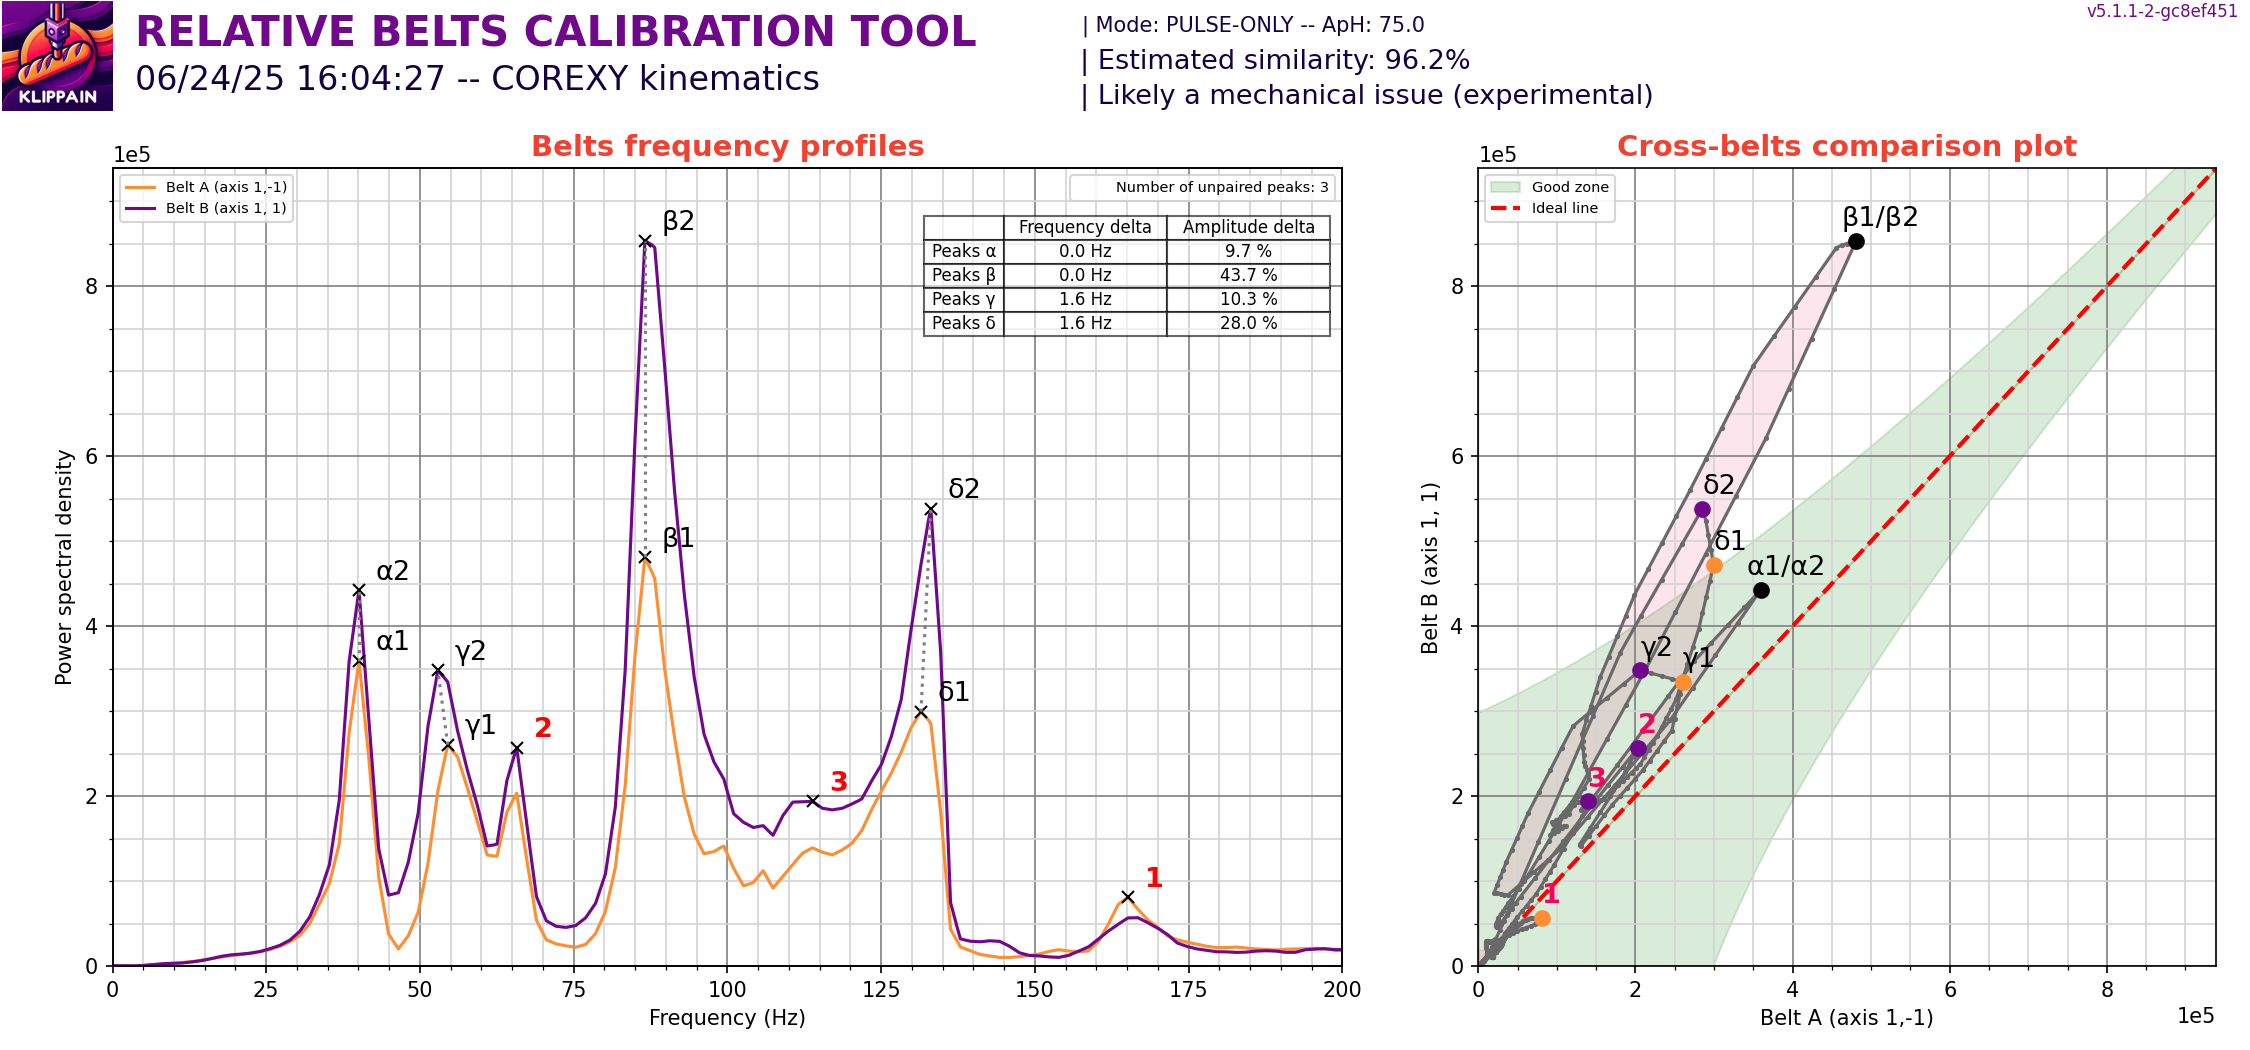 KLIPPAIN
RELATIVE BELTS CALIBRATION TOOL
06/24/25 16:04:27 -- COREXY kinematics
| Mode: PULSE-ONLY -- ApH: 75.0
| Estimated similarity: 96.2%
| Likely a mechanical issue (experimental)
v5.1.1-2-gc8ef451
Belts frequency profiles
1e5
Belt A (axis 1,-1)
Belt B (axis 1, 1)
Number of unpaired peaks: 3
Frequency delta Amplitude delta
Peaks α 0.0 Hz 9.7 %
Peaks β 0.0 Hz 43.7 %
Peaks γ 1.6 Hz 10.3 %
Peaks δ 1.6 Hz 28.0 %
β2
β1
δ2
δ1
α2
α1
γ2
γ1
2
3
1
8
6
4
2
0
Power spectral density
0 25 50 75 100 125 150 175 200
Frequency (Hz)
Cross-belts comparison plot
1e5
Good zone
Ideal line
β1/β2
δ2
δ1
α1/α2
γ2
γ1
2
3
1
8
6
4
2
0
Belt B (axis 1, 1)
0 2 4 6 8
Belt A (axis 1,-1)
1e5